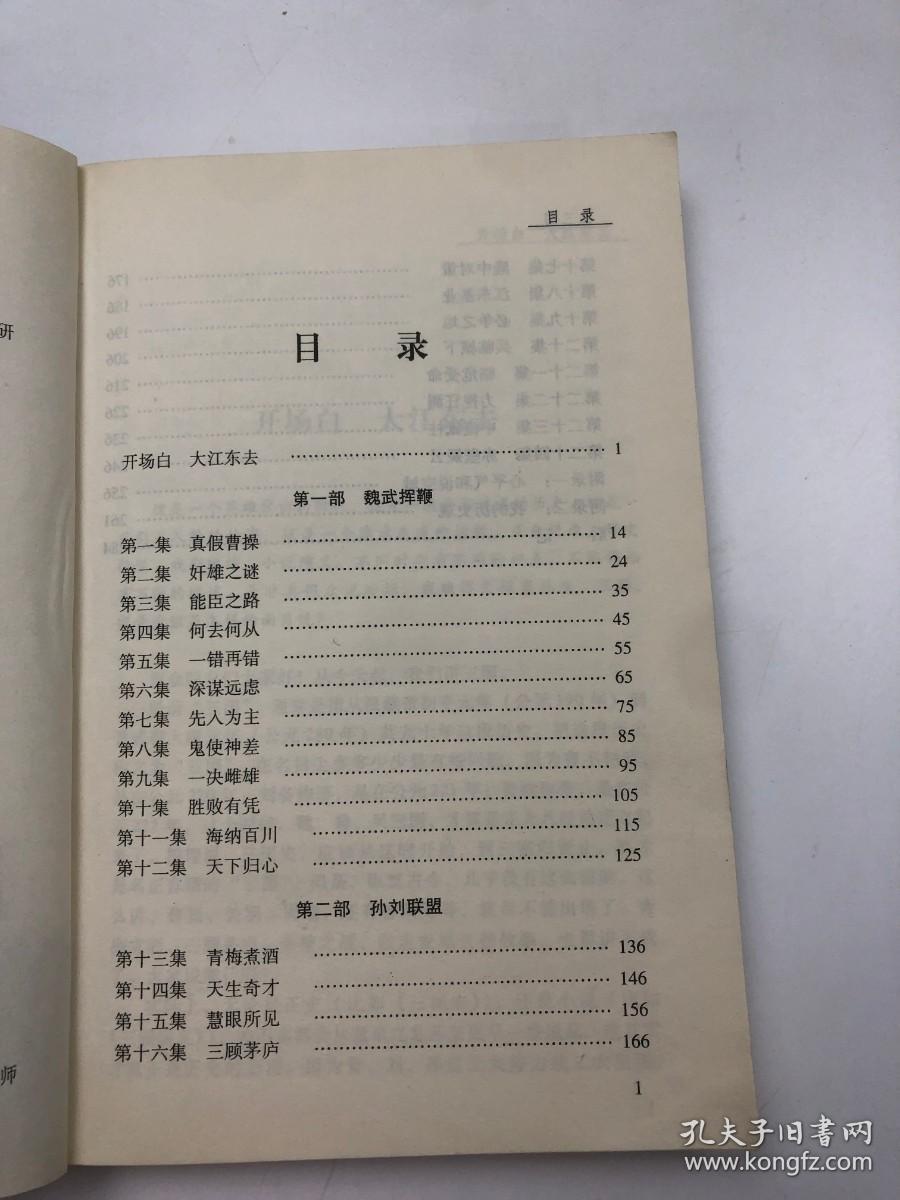 目 录
目 录
开场白 大江东去 ……………………………………… 1
第一部 魏武挥鞭
第一集 真假曹操 ……………………………………… 14
第二集 奸雄之谜 ……………………………………… 24
第三集 能臣之路 ……………………………………… 35
第四集 何去何从 ……………………………………… 45
第五集 一错再错 ……………………………………… 55
第六集 深谋远虑 ……………………………………… 65
第七集 先入为主 ……………………………………… 75
第八集 鬼使神差 ……………………………………… 85
第九集 一决雌雄 ……………………………………… 95
第十集 胜败有凭 ……………………………………… 105
第十一集 海纳百川 ……………………………………… 115
第十二集 天下归心 ……………………………………… 125
第二部 孙刘联盟
第十三集 青梅煮酒 ……………………………………… 136
第十四集 天生奇才 ……………………………………… 146
第十五集 慧眼所见 ……………………………………… 156
第十六集 三顾茅庐 ……………………………………… 166
1
研
师
孔夫子旧书网
www.kongfz.com